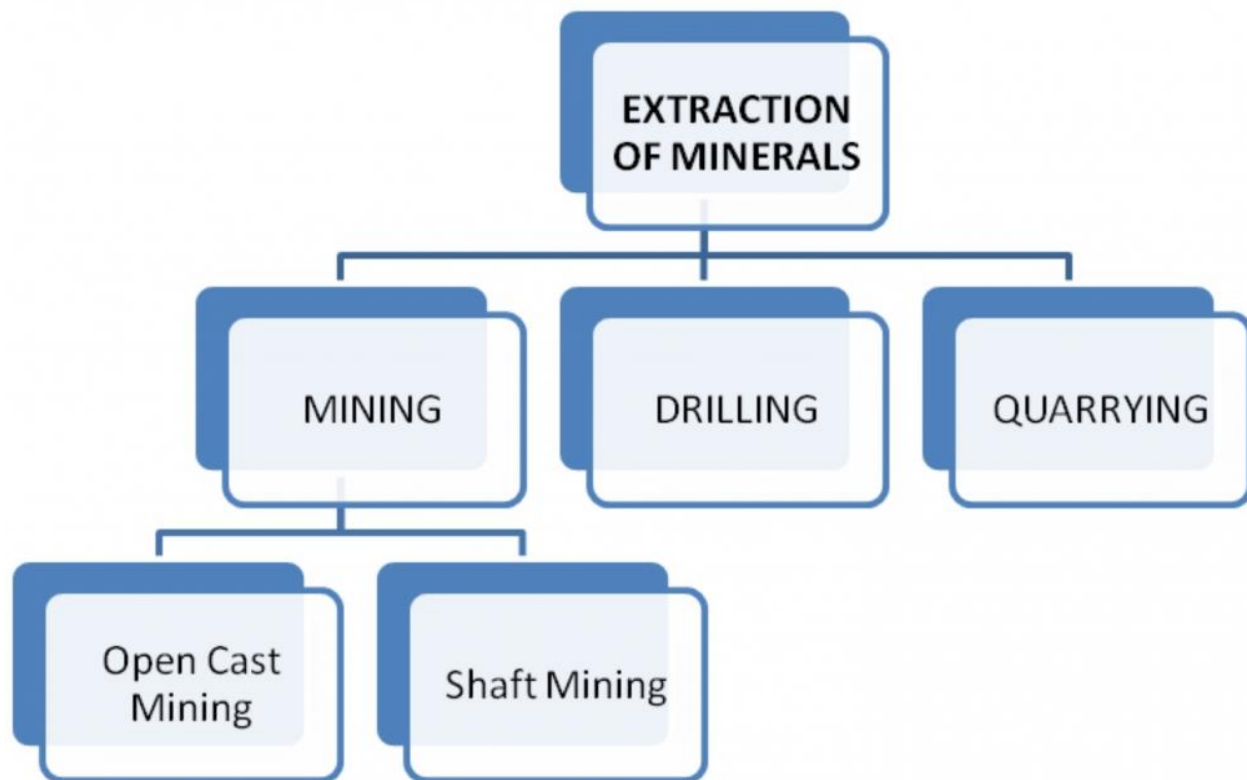 EXTRACTION
OF MINERALS
MINING
DRILLING
QUARRYING
Open Cast
Mining
Shaft Mining